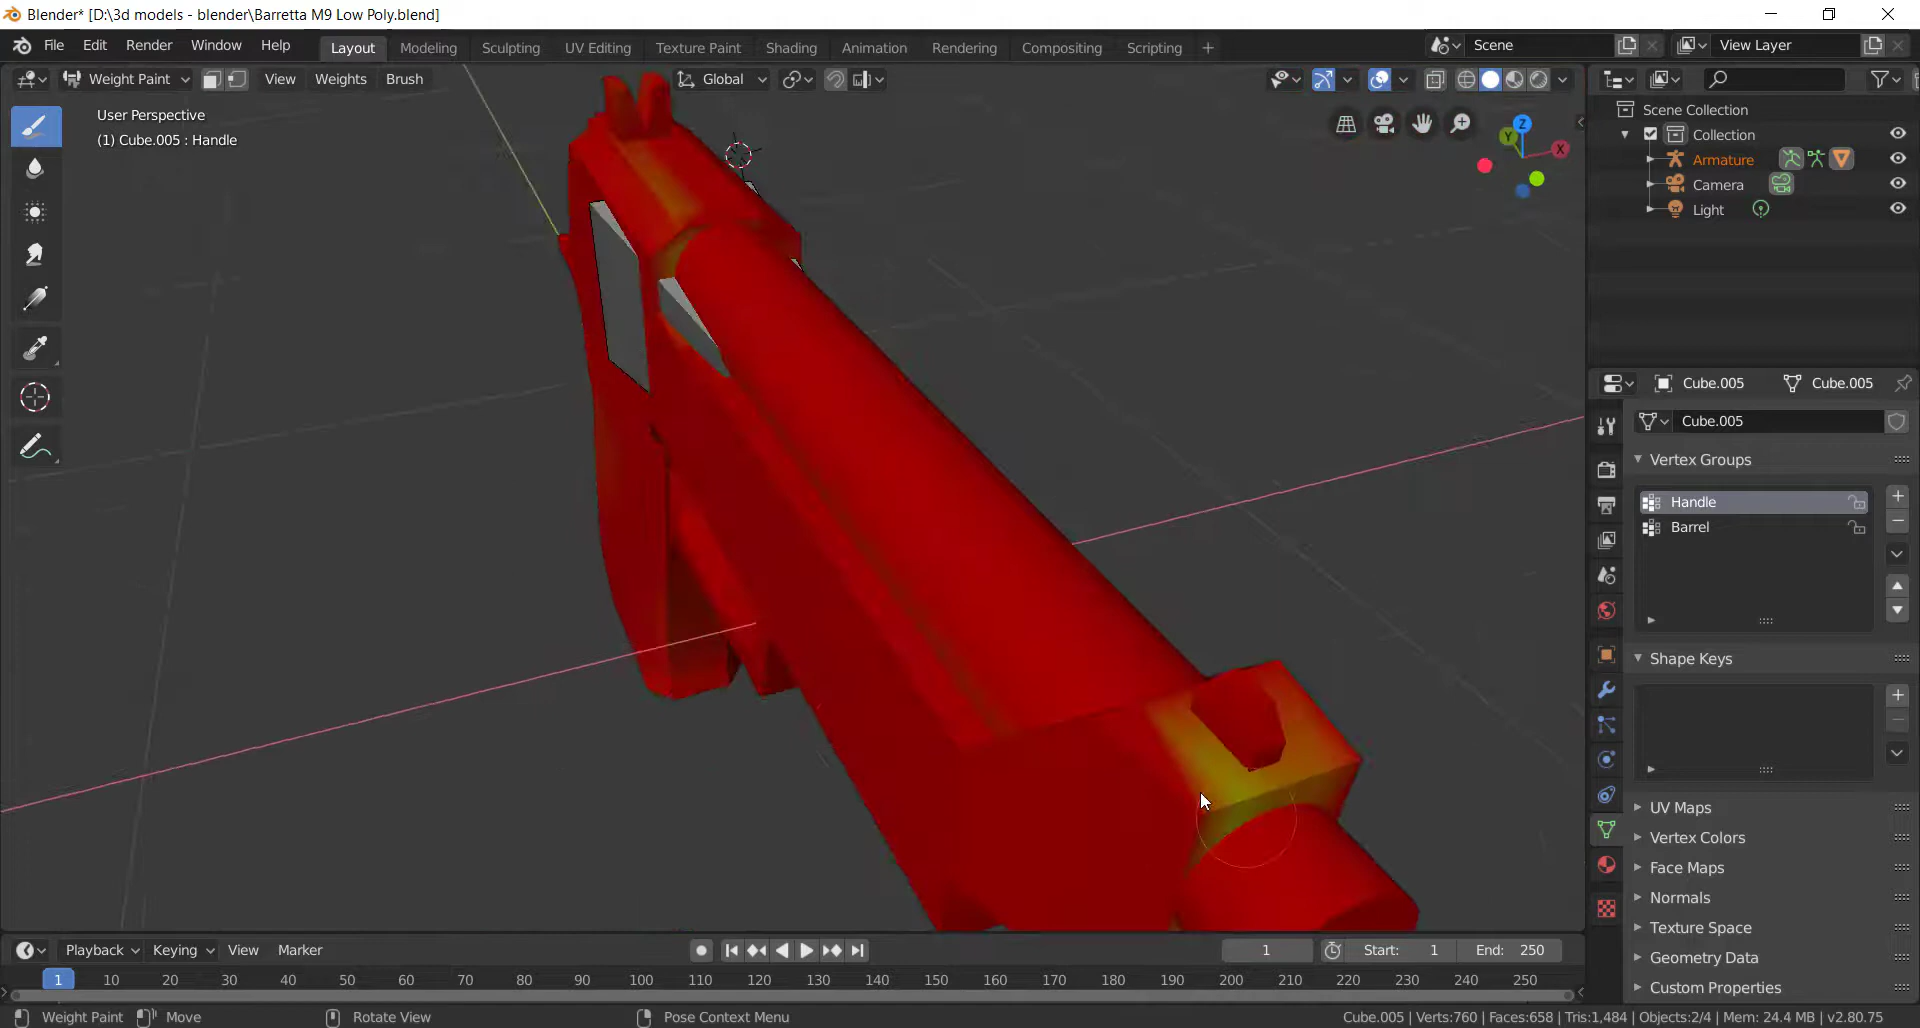 Blender* [D:\3d models - blender\Barretta M9 Low Poly.blend]
File Edit Render Window Help Layout Modeling Sculpting UV Editing Texture Paint Shading Animation Rendering Compositing Scripting + Scene View Layer
Weight Paint View Weights Brush Global
User Perspective
(1) Cube.005 : Handle
Z
Y
X
Scene Collection
Collection
Armature
Camera
Light
Cube.005 Cube.005
Cube.005
Vertex Groups
Handle
Barrel
Shape Keys
UV Maps
Vertex Colors
Face Maps
Normals
Texture Space
Geometry Data
Custom Properties
Playback Keying View Marker 1 Start: 1 End: 250
1 10 20 30 40 50 60 70 80 90 100 110 120 130 140 150 160 170 180 190 200 210 220 230 240 250
Weight Paint Move Rotate View Pose Context Menu Cube.005 | Verts:760 | Faces:658 | Tris:1,484 | Objects:2/4 | Mem: 24.4 MB | v2.80.75